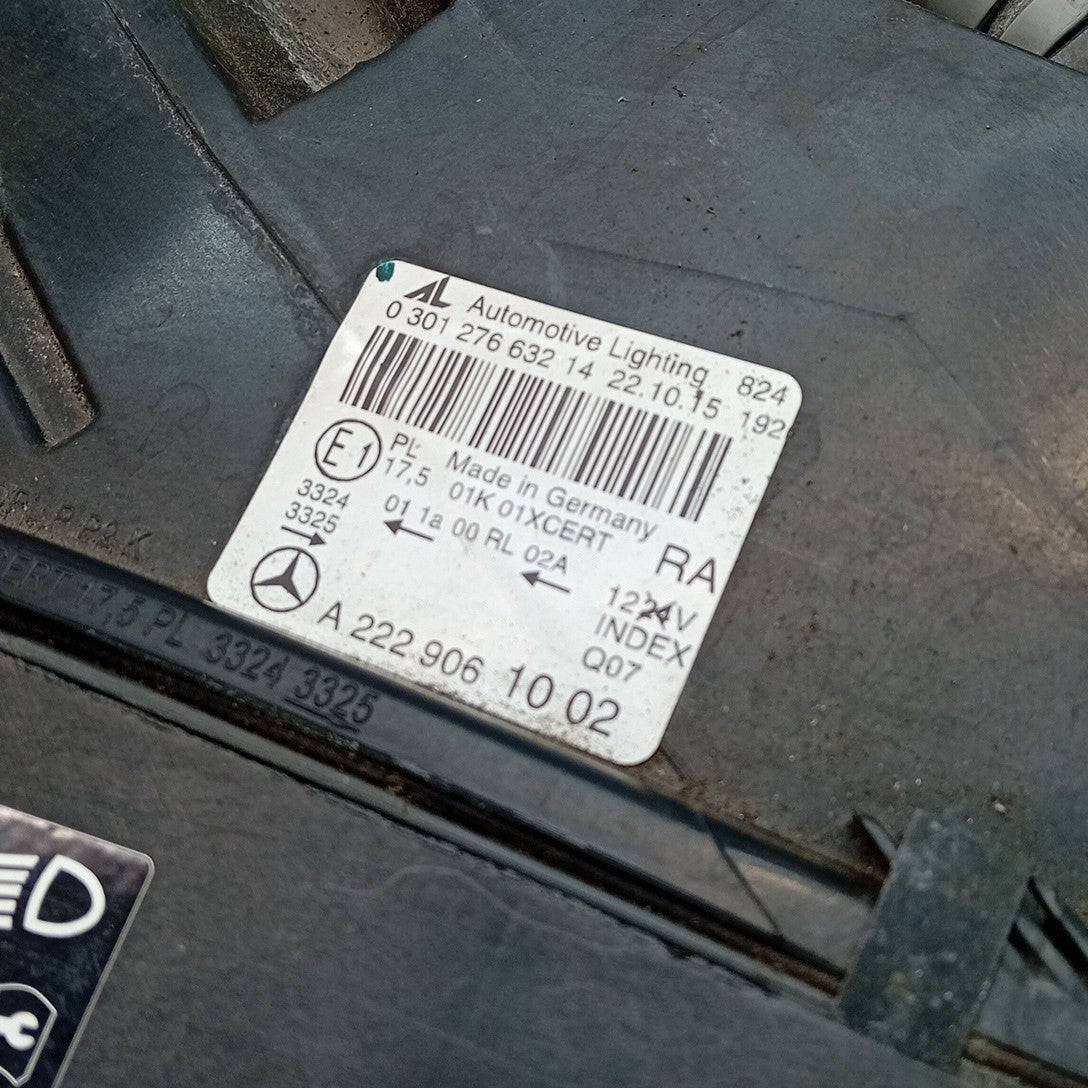 AL Automotive Lighting 824
0 301 276 632 14 22.10.15 192
E1 PL Made in Germany
17,5 01K 01XCERT
3324 01 1a 00 RL 02A RA
3325
12 24V
INDEX
Q07
A 222 906 10 02
CERT 17,5 PL 3324 3325